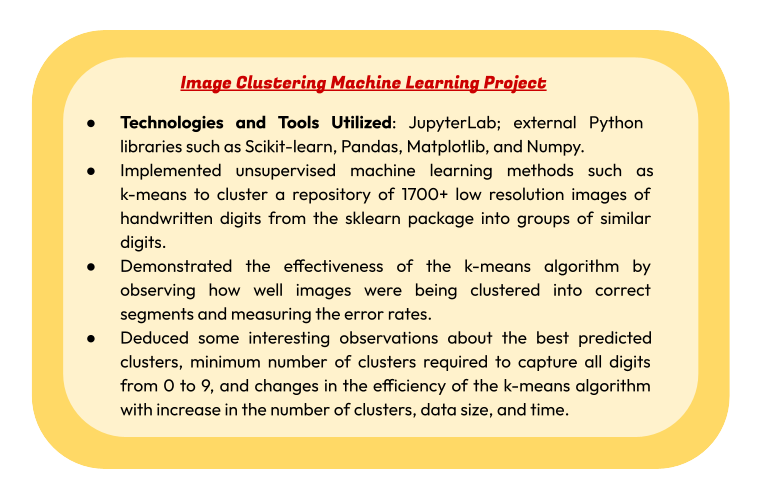 Image Clustering Machine Learning Project
● Technologies and Tools Utilized: JupyterLab; external Python
libraries such as Scikit-learn, Pandas, Matplotlib, and Numpy.
● Implemented unsupervised machine learning methods such as
k-means to cluster a repository of 1700+ low resolution images of
handwritten digits from the sklearn package into groups of similar
digits.
● Demonstrated the effectiveness of the k-means algorithm by
observing how well images were being clustered into correct
segments and measuring the error rates.
● Deduced some interesting observations about the best predicted
clusters, minimum number of clusters required to capture all digits
from 0 to 9, and changes in the efficiency of the k-means algorithm
with increase in the number of clusters, data size, and time.